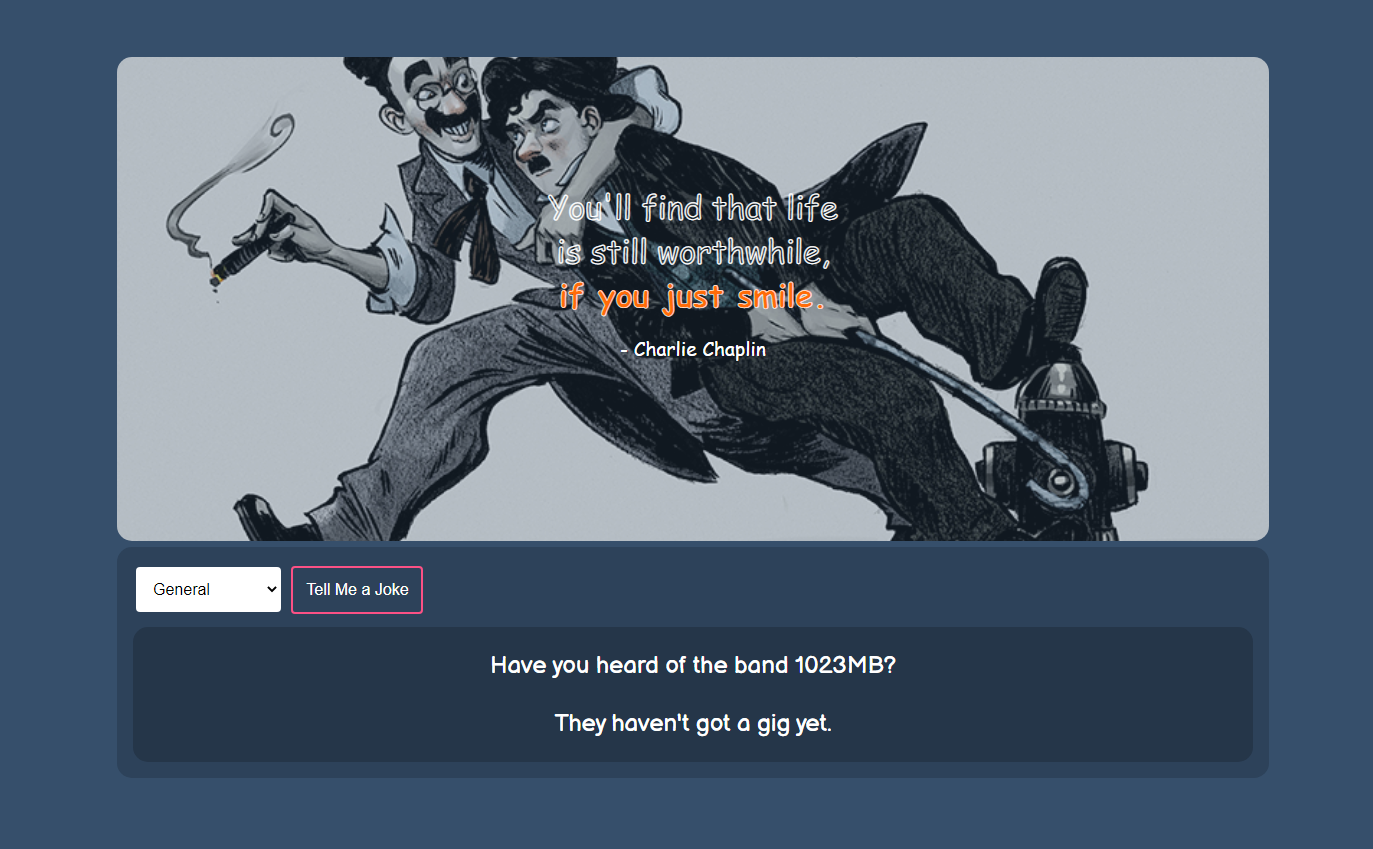 You'll find that life
is still worthwhile,
if you just smile.
- Charlie Chaplin
General
Tell Me a Joke
Have you heard of the band 1023MB?
They haven't got a gig yet.